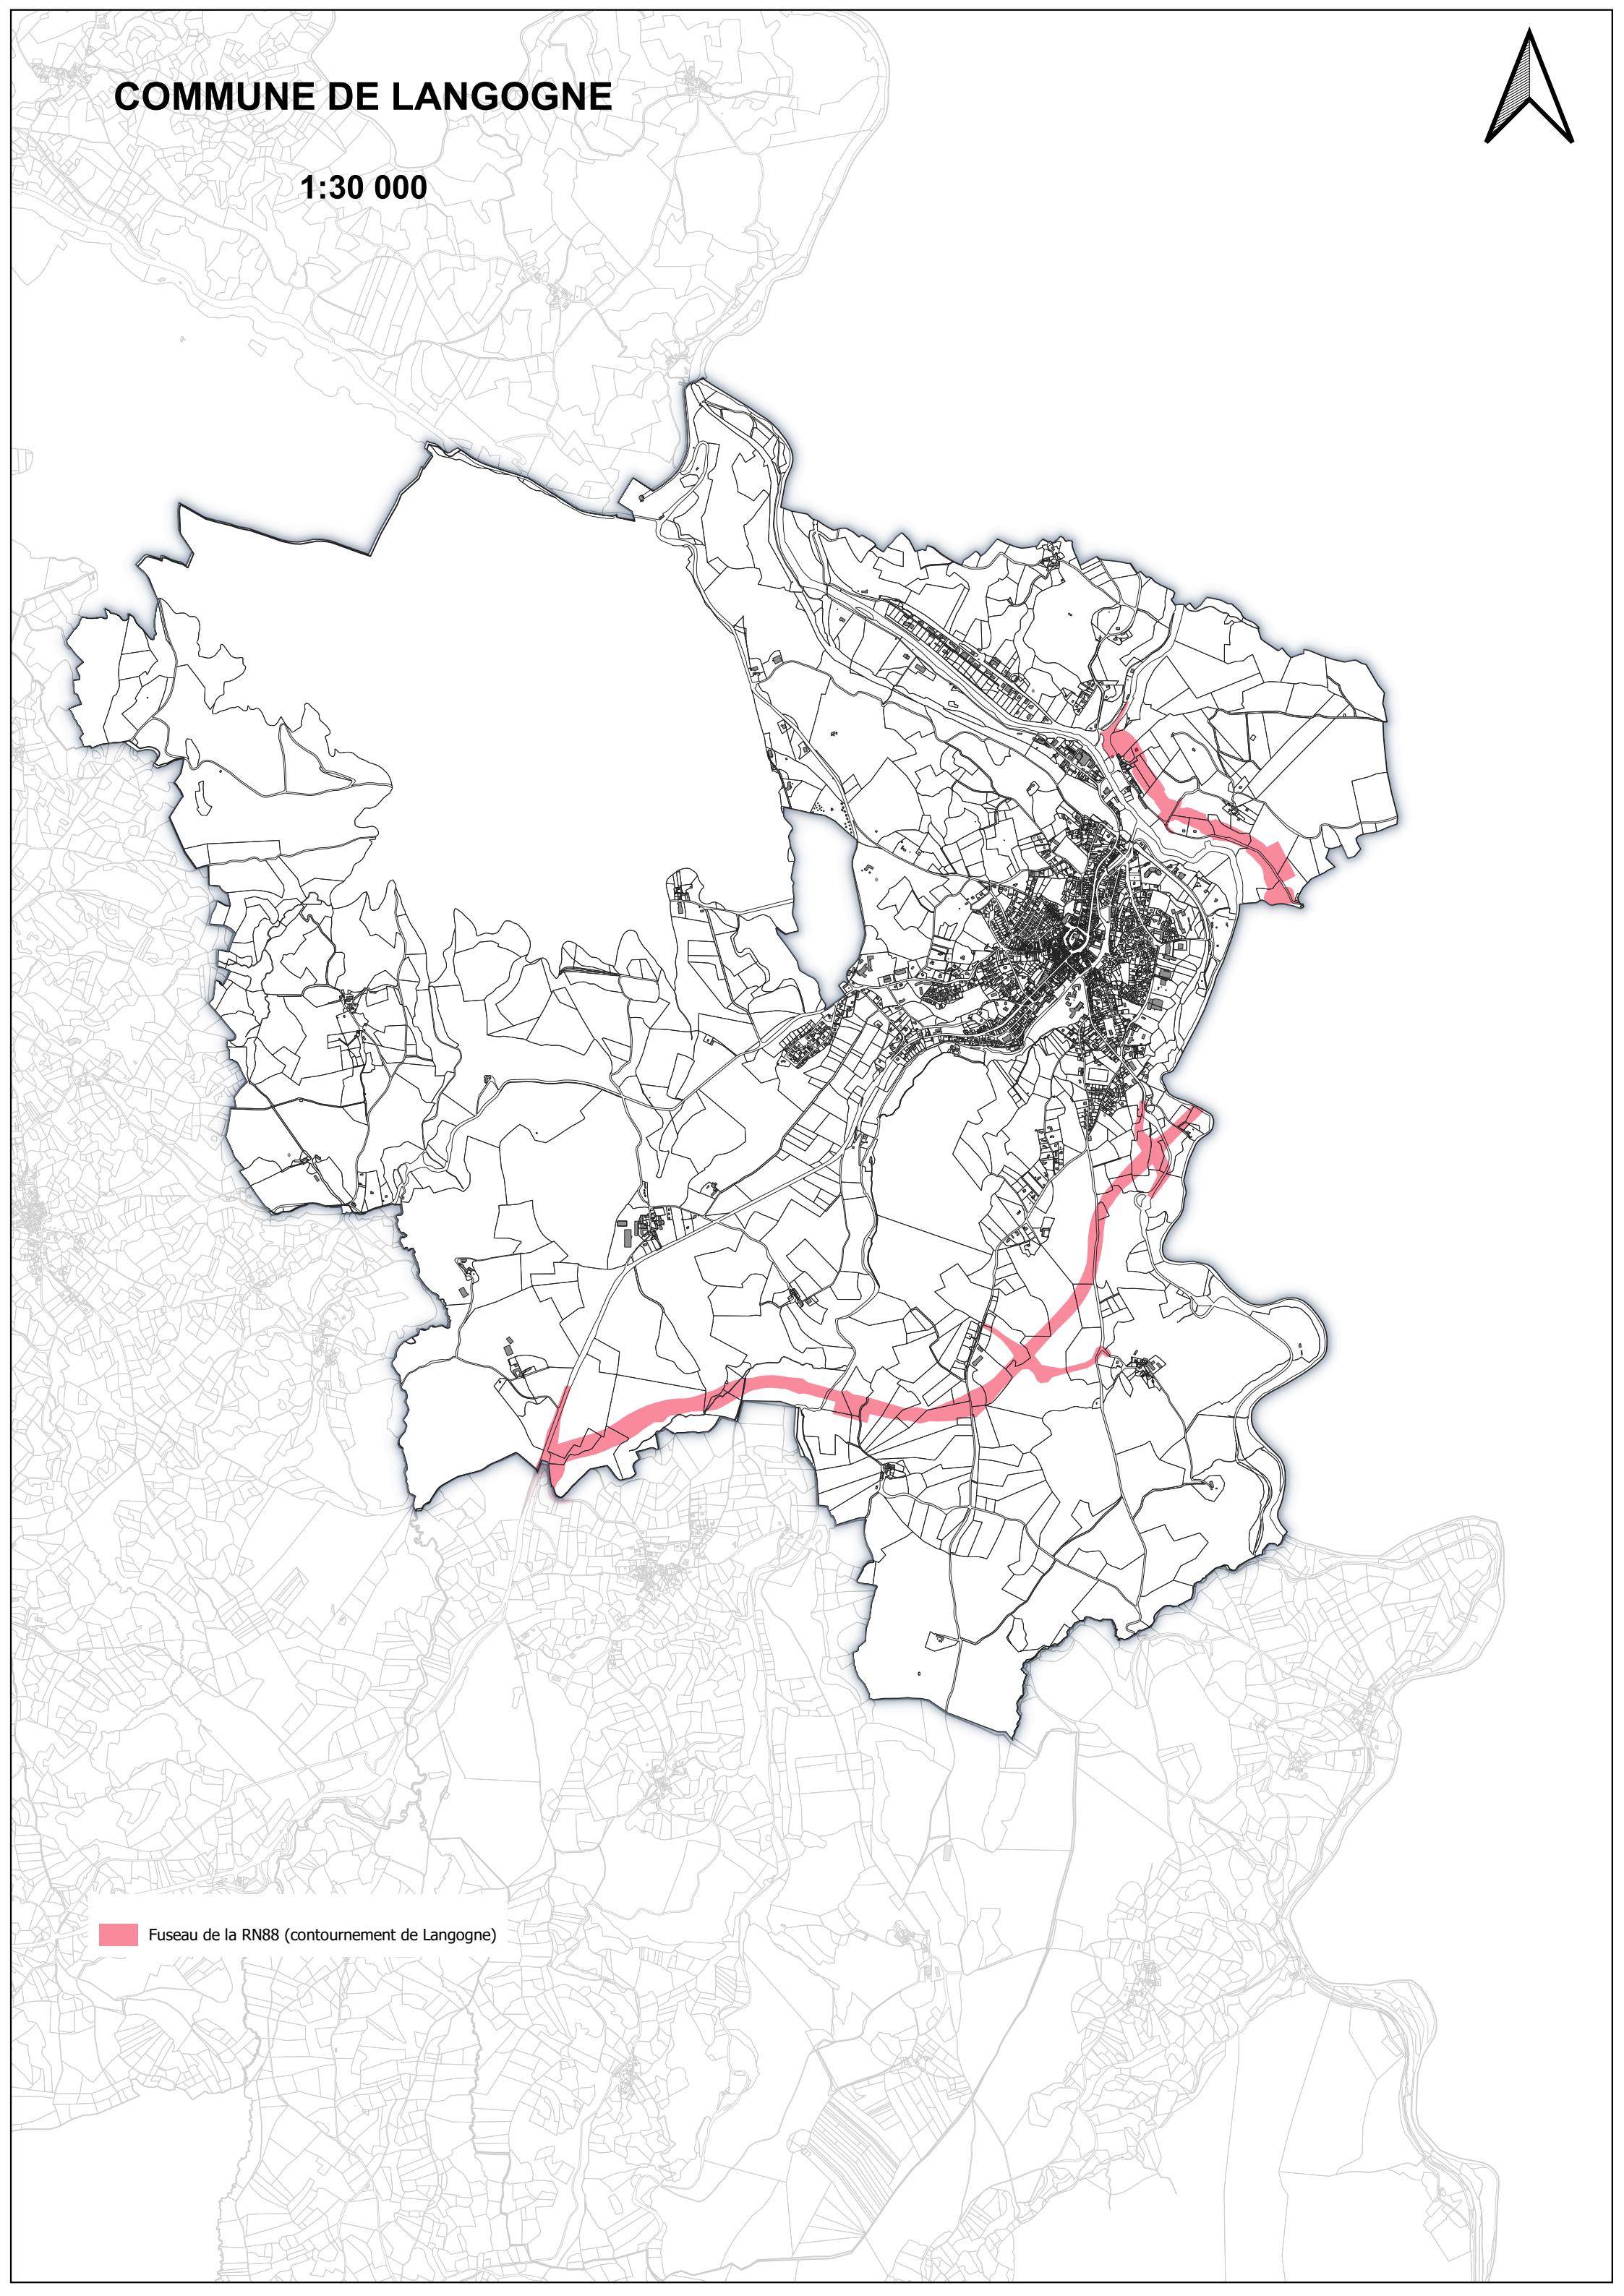 COMMUNE DE LANGOGNE
1:30 000
Fuseau de la RN88 (contournement de Langogne)